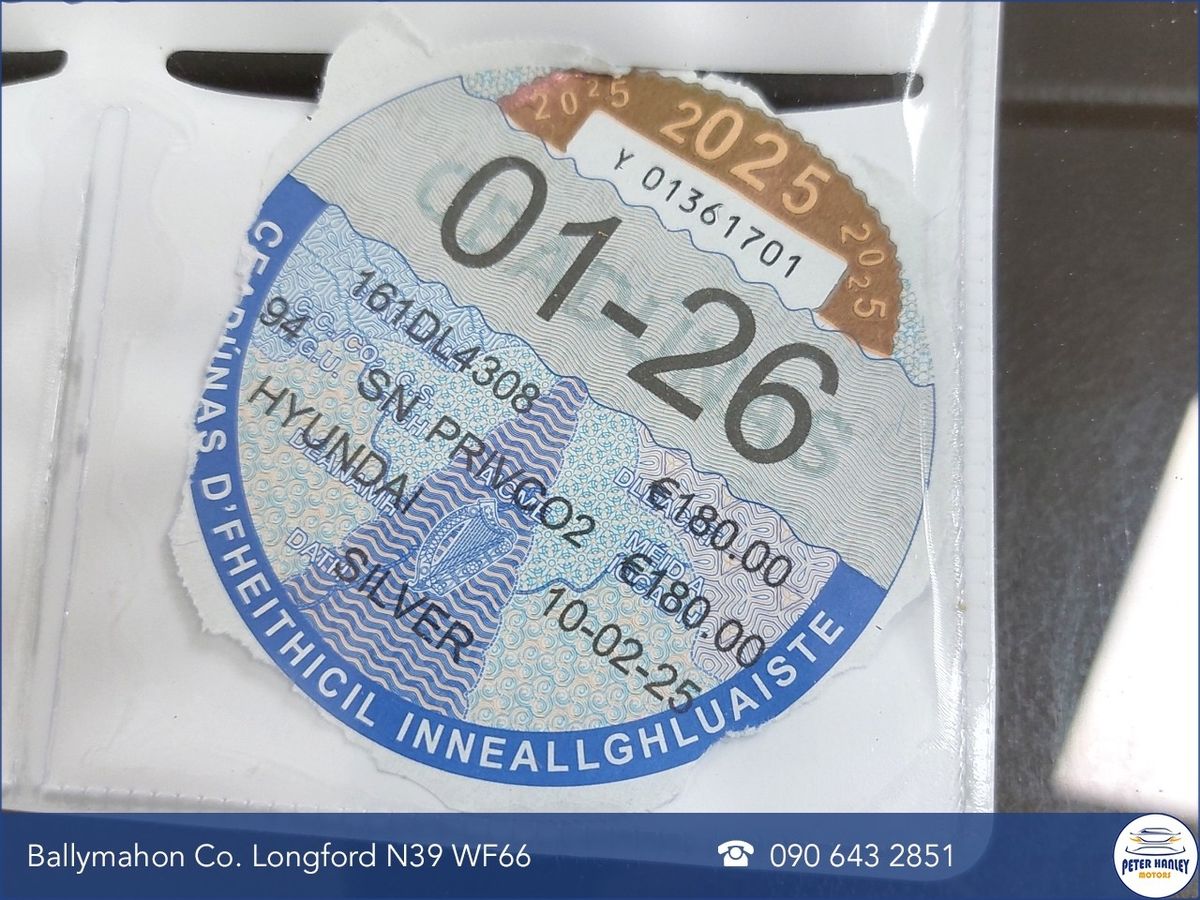 2025 2025 2025
Y 01361701
01-26
161DL4308
94 SN PRIVCO2 €180.00
HYUNDAI €180.00
SILVER 10-02-25
D'FHEITHICIL INNEALLGHLUAISTE
Ballymahon Co. Longford N39 WF66
090 643 2851
PETER HANLEY
MOTORS